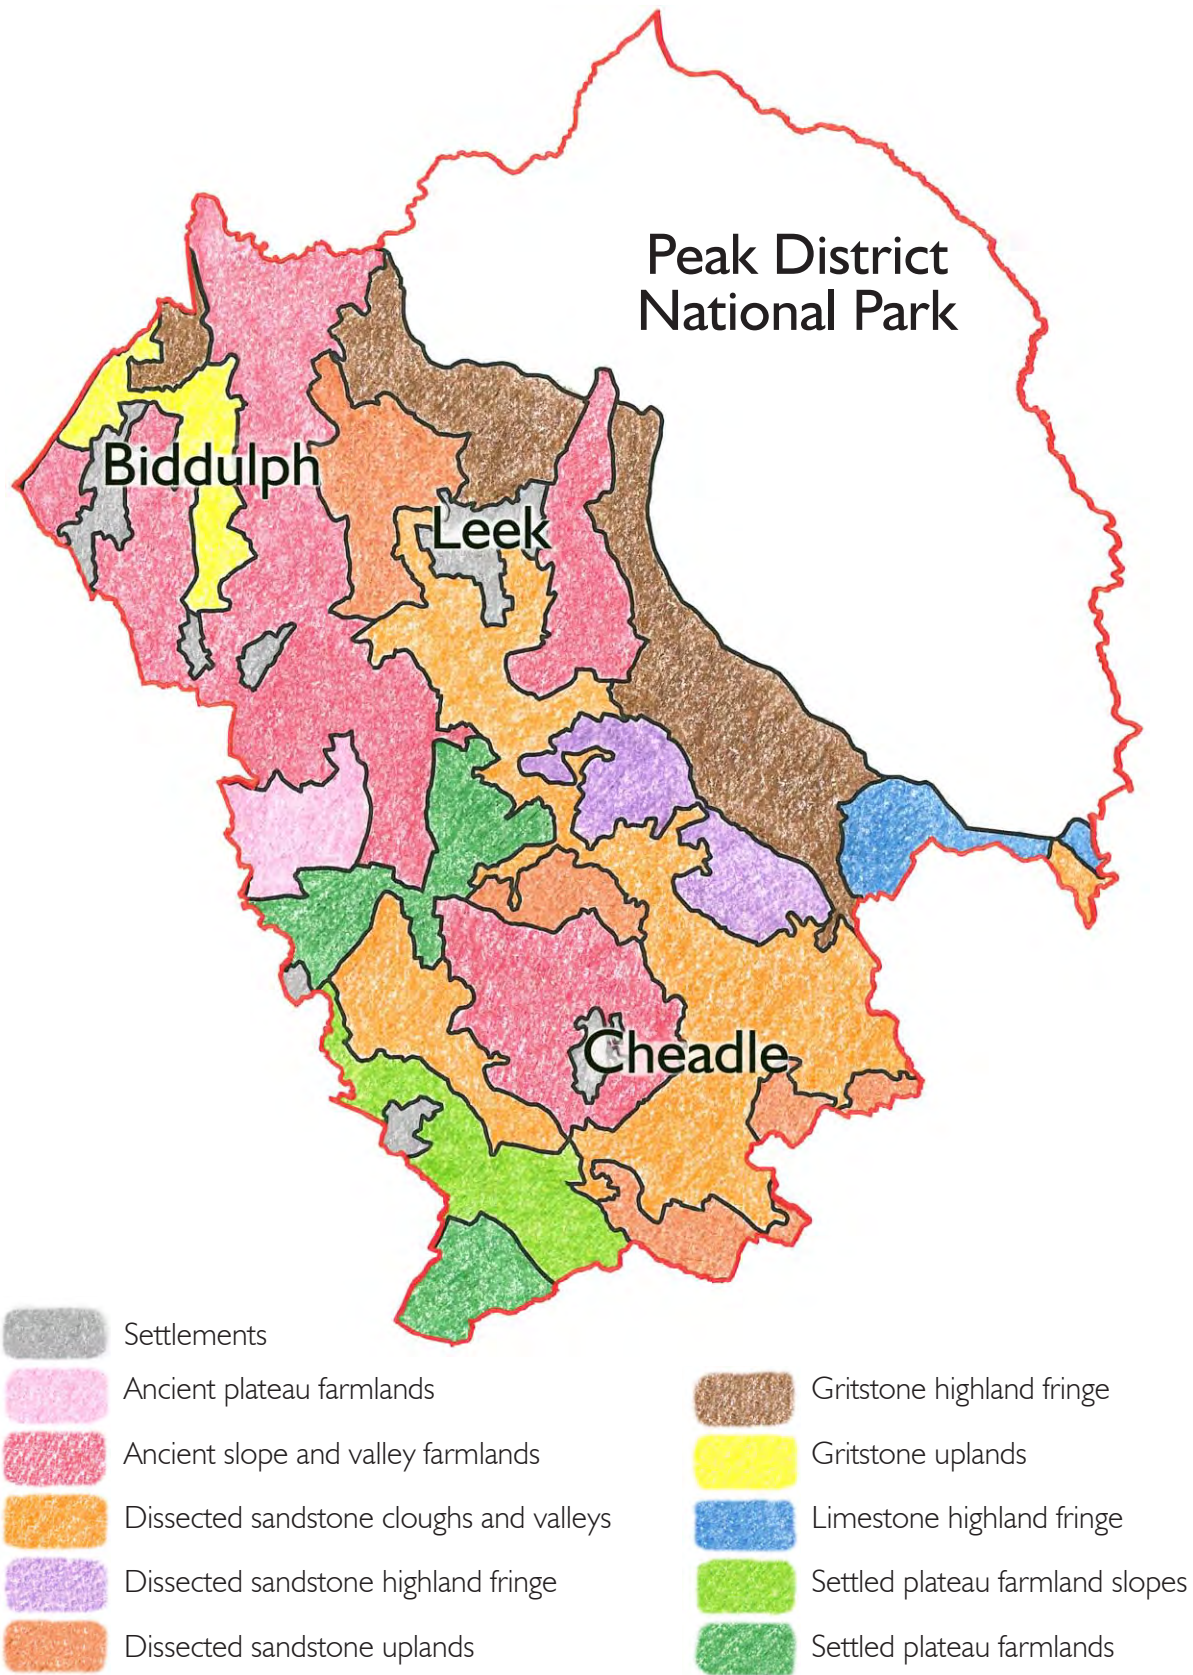 Peak District
National Park
Biddulph
Leek
Cheadle
Settlements
Ancient plateau farmlands
Ancient slope and valley farmlands
Dissected sandstone cloughs and valleys
Dissected sandstone highland fringe
Dissected sandstone uplands
Gritstone highland fringe
Gritstone uplands
Limestone highland fringe
Settled plateau farmland slopes
Settled plateau farmlands